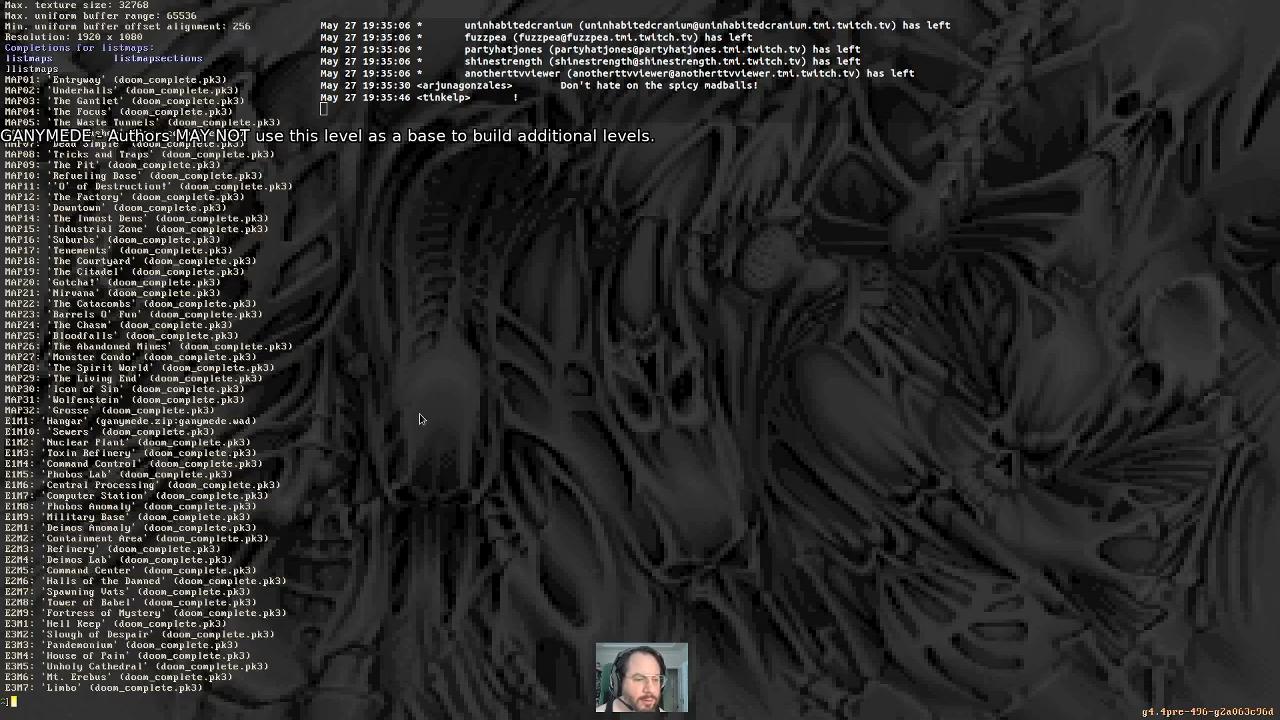 Max. texture size: 32768
Max. uniform buffer range: 65536
Min. uniform buffer offset alignment: 256
Resolution: 1920 x 1080
Completions for listmaps:
listmaps listmapsections
]listmaps
MAP01: 'Entryway' (doom_complete.pk3)
MAP02: 'Underhalls' (doom_complete.pk3)
MAP03: 'The Gantlet' (doom_complete.pk3)
MAP04: 'The Focus' (doom_complete.pk3)
MAP05: 'The Waste Tunnels' (doom_complete.pk3)
MAP07: 'Dead Simple' (doom_complete.pk3)
MAP08: 'Tricks and Traps' (doom_complete.pk3)
MAP09: 'The Pit' (doom_complete.pk3)
MAP10: 'Refueling Base' (doom_complete.pk3)
MAP11: ''O' of Destruction!' (doom_complete.pk3)
MAP12: 'The Factory' (doom_complete.pk3)
MAP13: 'Downtown' (doom_complete.pk3)
MAP14: 'The Inmost Dens' (doom_complete.pk3)
MAP15: 'Industrial Zone' (doom_complete.pk3)
MAP16: 'Suburbs' (doom_complete.pk3)
MAP17: 'Tenements' (doom_complete.pk3)
MAP18: 'The Courtyard' (doom_complete.pk3)
MAP19: 'The Citadel' (doom_complete.pk3)
MAP20: 'Gotcha!' (doom_complete.pk3)
MAP21: 'Nirvana' (doom_complete.pk3)
MAP22: 'The Catacombs' (doom_complete.pk3)
MAP23: 'Barrels O' Fun' (doom_complete.pk3)
MAP24: 'The Chasm' (doom_complete.pk3)
MAP25: 'Bloodfalls' (doom_complete.pk3)
MAP26: 'The Abandoned Mines' (doom_complete.pk3)
MAP27: 'Monster Condo' (doom_complete.pk3)
MAP28: 'The Spirit World' (doom_complete.pk3)
MAP29: 'The Living End' (doom_complete.pk3)
MAP30: 'Icon of Sin' (doom_complete.pk3)
MAP31: 'Wolfenstein' (doom_complete.pk3)
MAP32: 'Grosse' (doom_complete.pk3)
E1M1: 'Hangar' (ganymede.zip:ganymede.wad)
E1M10: 'Sewers' (doom_complete.pk3)
E1M2: 'Nuclear Plant' (doom_complete.pk3)
E1M3: 'Toxin Refinery' (doom_complete.pk3)
E1M4: 'Command Control' (doom_complete.pk3)
E1M5: 'Phobos Lab' (doom_complete.pk3)
E1M6: 'Central Processing' (doom_complete.pk3)
E1M7: 'Computer Station' (doom_complete.pk3)
E1M8: 'Phobos Anomaly' (doom_complete.pk3)
E1M9: 'Military Base' (doom_complete.pk3)
E2M1: 'Deimos Anomaly' (doom_complete.pk3)
E2M2: 'Containment Area' (doom_complete.pk3)
E2M3: 'Refinery' (doom_complete.pk3)
E2M4: 'Deimos Lab' (doom_complete.pk3)
E2M5: 'Command Center' (doom_complete.pk3)
E2M6: 'Halls of the Damned' (doom_complete.pk3)
E2M7: 'Spawning Vats' (doom_complete.pk3)
E2M8: 'Tower of Babel' (doom_complete.pk3)
E2M9: 'Fortress of Mystery' (doom_complete.pk3)
E3M1: 'Hell Keep' (doom_complete.pk3)
E3M2: 'Slough of Despair' (doom_complete.pk3)
E3M3: 'Pandemonium' (doom_complete.pk3)
E3M4: 'House of Pain' (doom_complete.pk3)
E3M5: 'Unholy Cathedral' (doom_complete.pk3)
E3M6: 'Mt. Erebus' (doom_complete.pk3)
E3M7: 'Limbo' (doom_complete.pk3)
]
May 27 19:35:06 * uninhabitedcranium (uninhabitedcranium@uninhabitedcranium.tmi.twitch.tv) has left
May 27 19:35:06 * fuzzpea (fuzzpea@fuzzpea.tmi.twitch.tv) has left
May 27 19:35:06 * partyhatjones (partyhatjones@partyhatjones.tmi.twitch.tv) has left
May 27 19:35:06 * shinestrength (shinestrength@shinestrength.tmi.twitch.tv) has left
May 27 19:35:06 * anotherttvviewer (anotherttvviewer@anotherttvviewer.tmi.twitch.tv) has left
May 27 19:35:30 <arjunagonzales> Don't hate on the spicy madballs!
May 27 19:35:46 <tinkelp> !
GANYMEDE - Authors MAY NOT use this level as a base to build additional levels.
g4.4pre-496-g2a063c96d